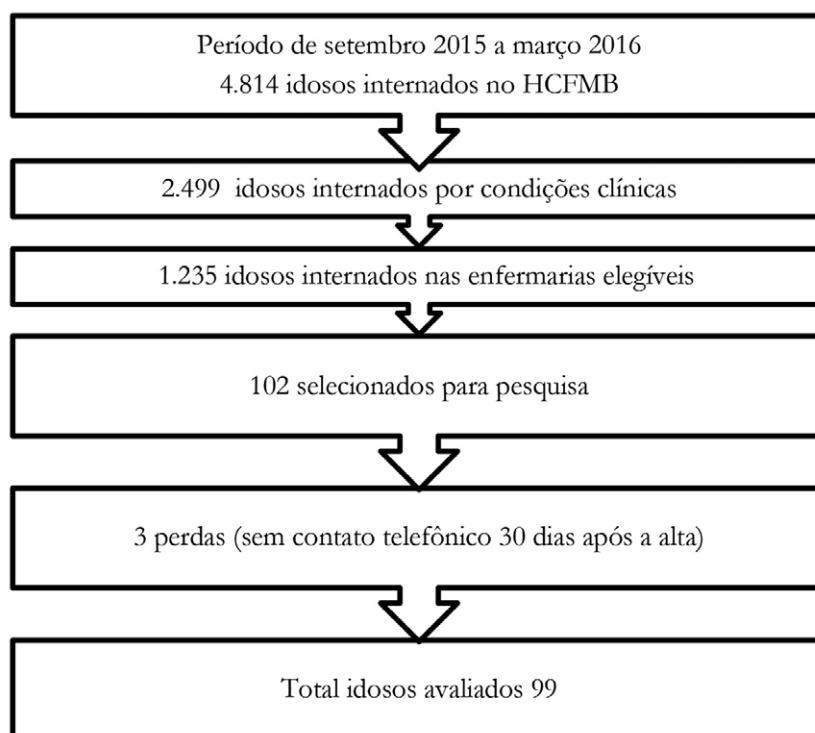 Período de setembro 2015 a março 2016
4.814 idosos internados no HCFMB
2.499 idosos internados por condições clínicas
1.235 idosos internados nas enfermarias elegíveis
102 selecionados para pesquisa
3 perdas (sem contato telefônico 30 dias após a alta)
Total idosos avaliados 99